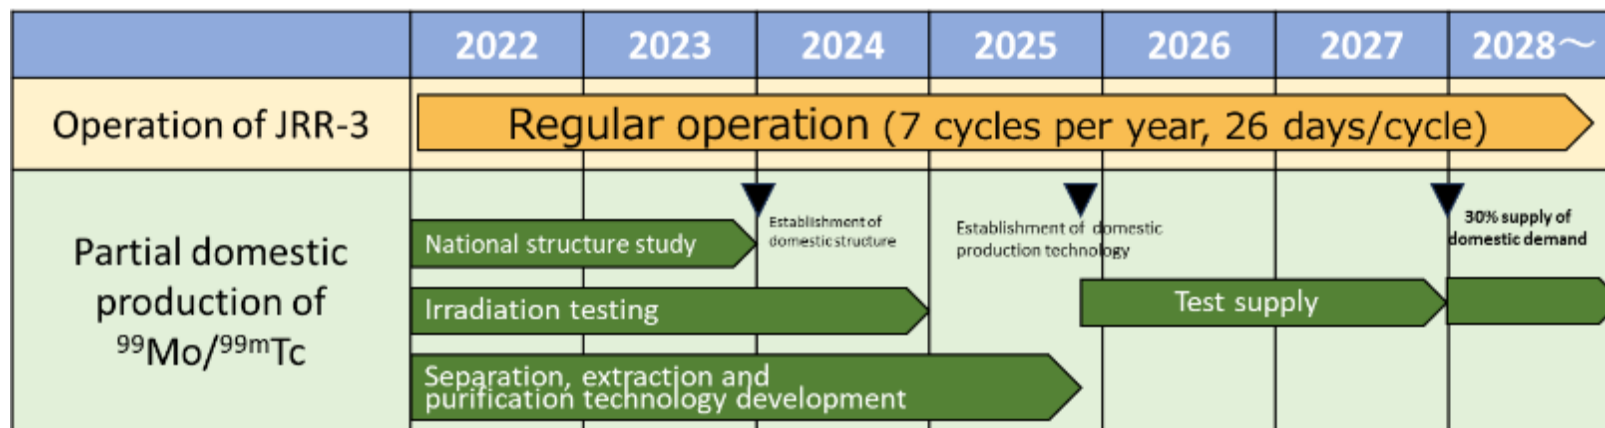 2022 2023 2024 2025 2026 2027 2028～
Operation of JRR-3
Regular operation (7 cycles per year, 26 days/cycle)
Partial domestic
production of
⁹⁹Mo/⁹⁹ᵐTc
National structure study
Establishment of
domestic structure
Establishment of domestic
production technology
30% supply of
domestic demand
Irradiation testing
Test supply
Separation, extraction and
purification technology development